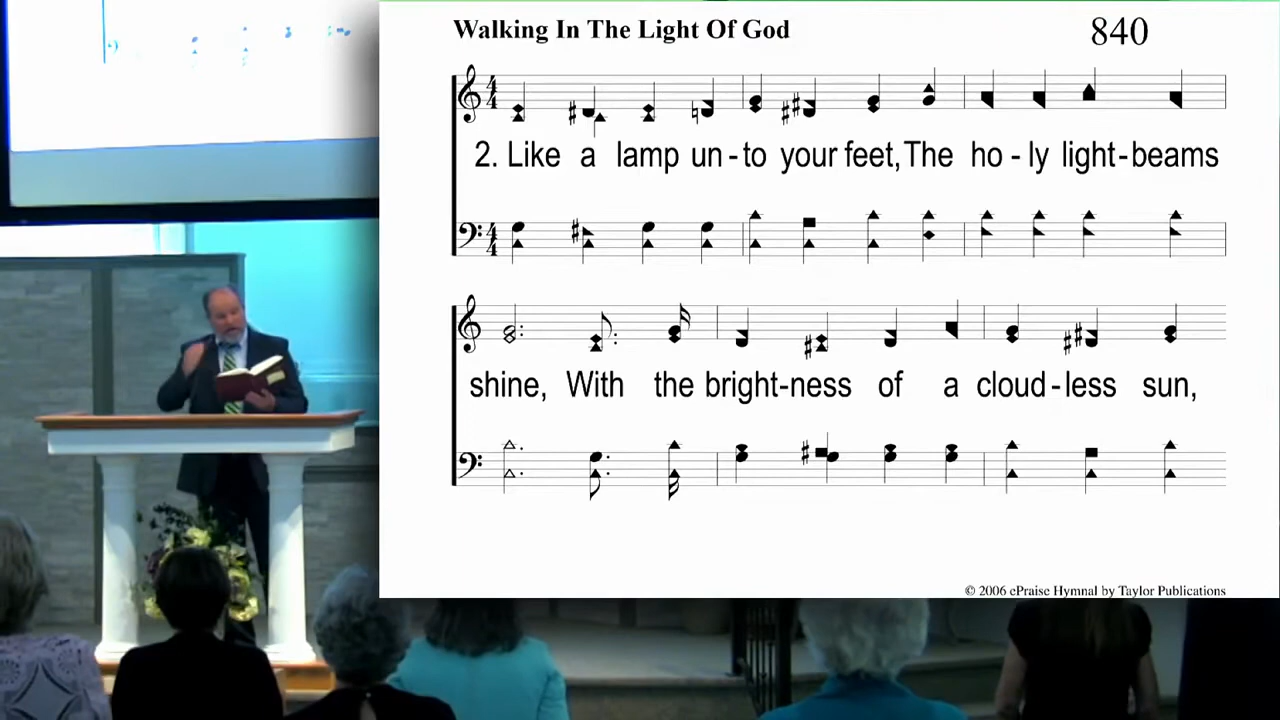 Walking In The Light Of God
840
2. Like a lamp un-to your feet, The ho-ly light-beams
shine, With the bright-ness of a cloud-less sun,
© 2006 ePraise Hymnal by Taylor Publications